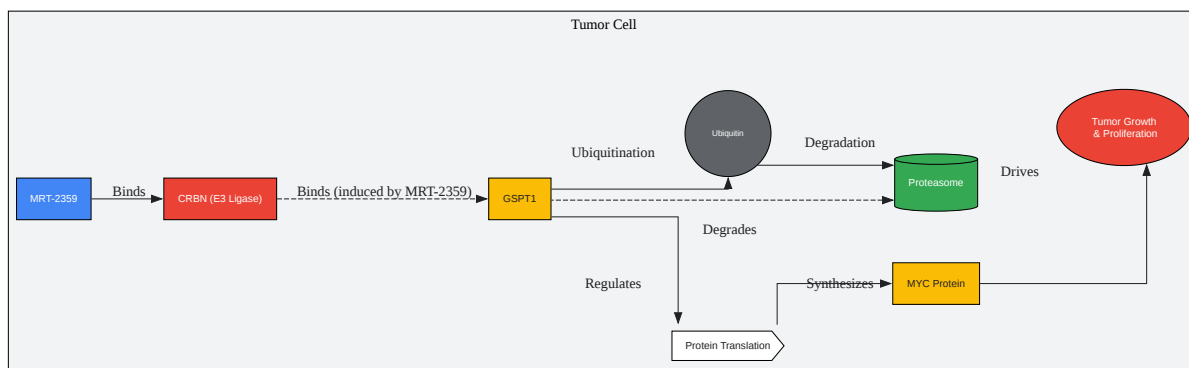 Tumor Cell
Tumor Growth
& Proliferation
Ubiquitin
Degradation
Ubiquitination
Drives
Proteasome
MRT-2359
Binds
CRBN (E3 Ligase)
Binds (induced by MRT-2359)
GSPT1
Degrades
Regulates
Synthesizes
MYC Protein
Protein Translation